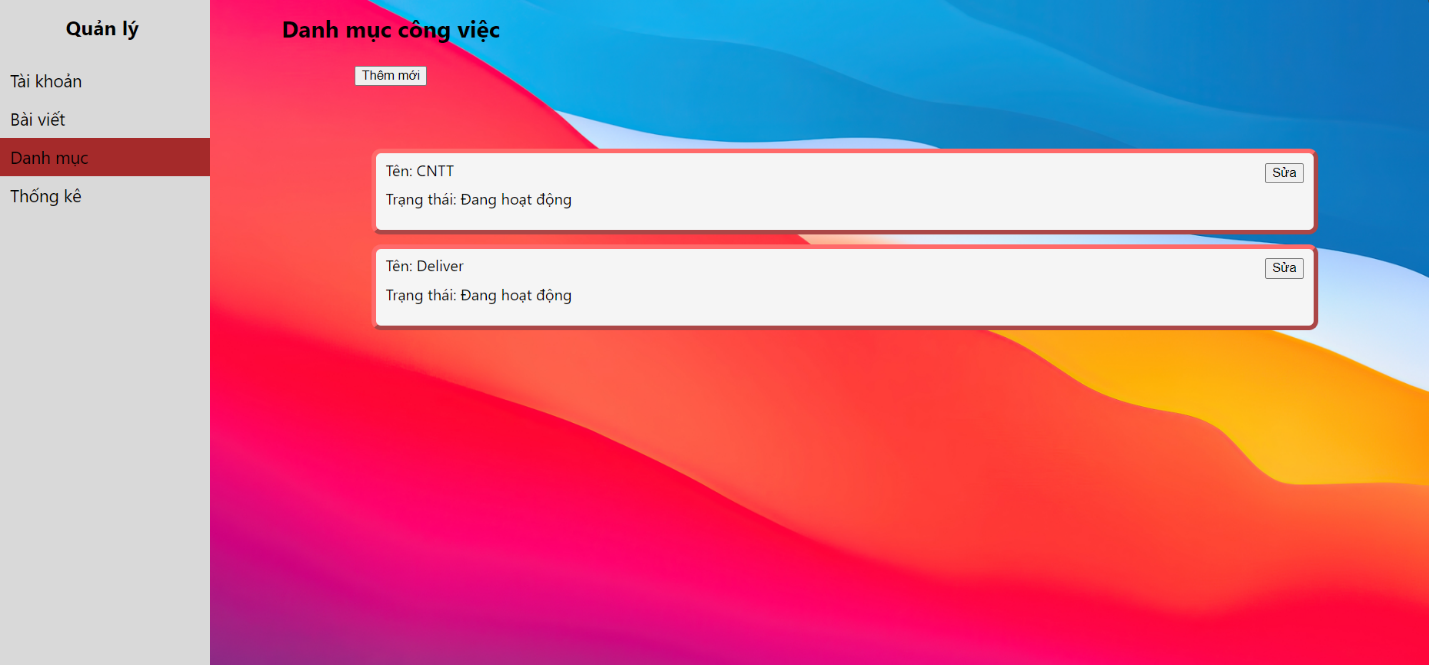 Quản lý
Tài khoản
Bài viết
Danh mục
Thống kê
Danh mục công việc
Thêm mới
Tên: CNTT
Sửa
Trạng thái: Đang hoạt động
Tên: Deliver
Sửa
Trạng thái: Đang hoạt động